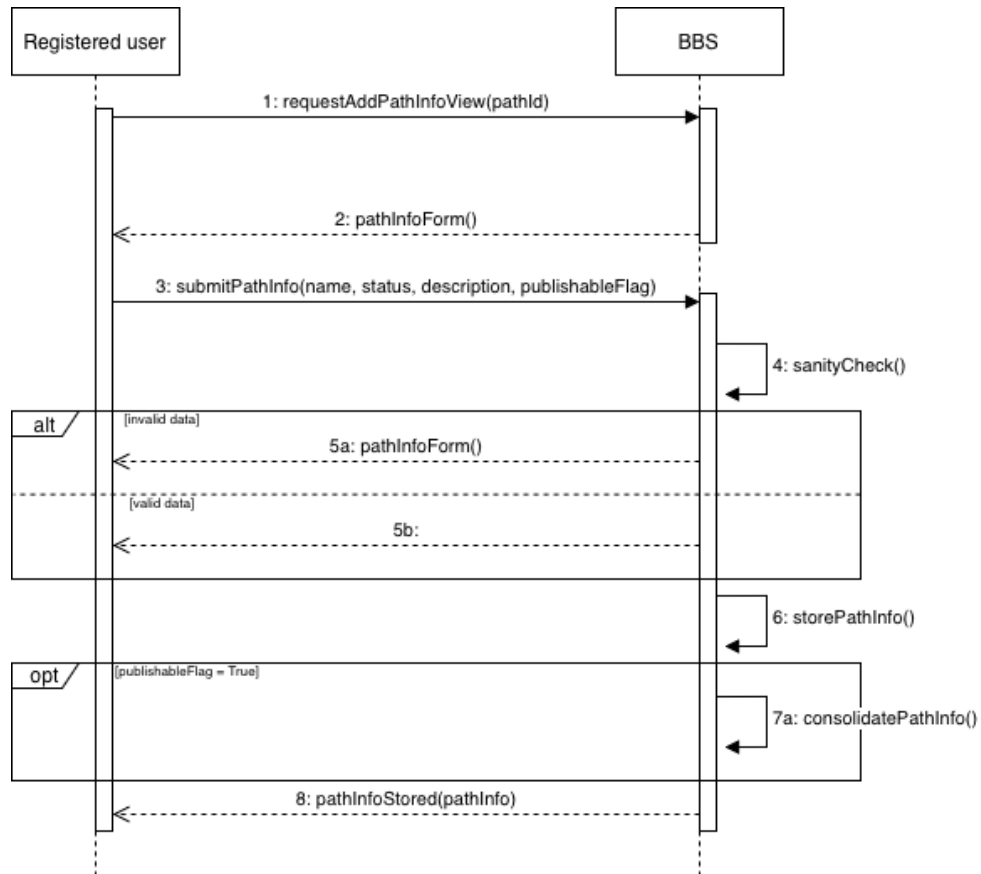 Registered user
BBS
1: requestAddPathInfoView(pathId)
2: pathInfoForm()
3: submitPathInfo(name, status, description, publishableFlag)
4: sanityCheck()
alt
[invalid data]
5a: pathInfoForm()
[valid data]
5b:
6: storePathInfo()
opt
[publishableFlag = True]
7a: consolidatePathInfo()
8: pathInfoStored(pathInfo)